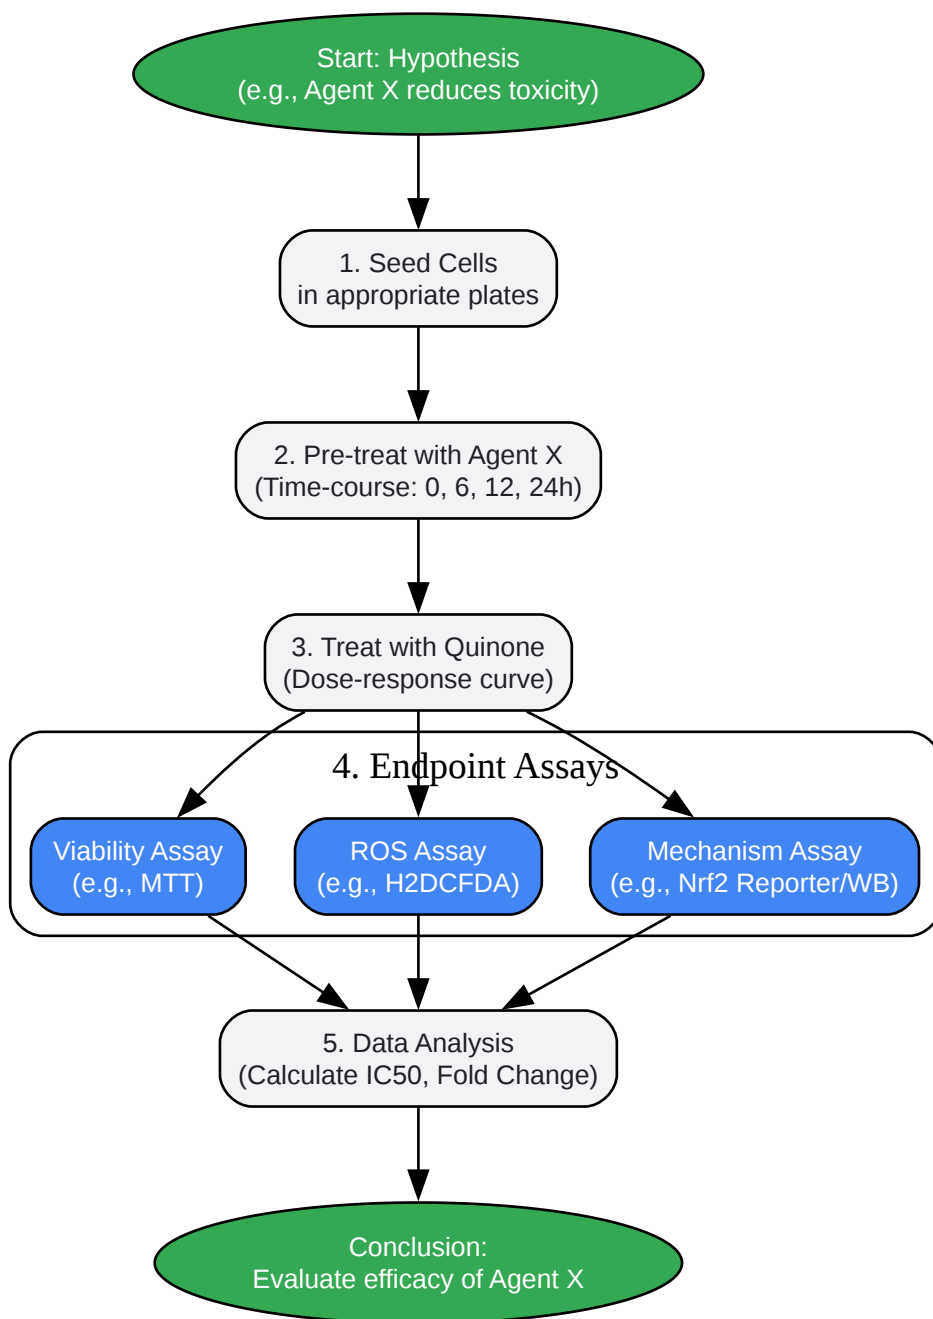 Start: Hypothesis
(e.g., Agent X reduces toxicity)
1. Seed Cells
in appropriate plates
2. Pre-treat with Agent X
(Time-course: 0, 6, 12, 24h)
3. Treat with Quinone
(Dose-response curve)
4. Endpoint Assays
Viability Assay
(e.g., MTT)
ROS Assay
(e.g., H2DCFDA)
Mechanism Assay
(e.g., Nrf2 Reporter/WB)
5. Data Analysis
(Calculate IC50, Fold Change)
Conclusion:
Evaluate efficacy of Agent X